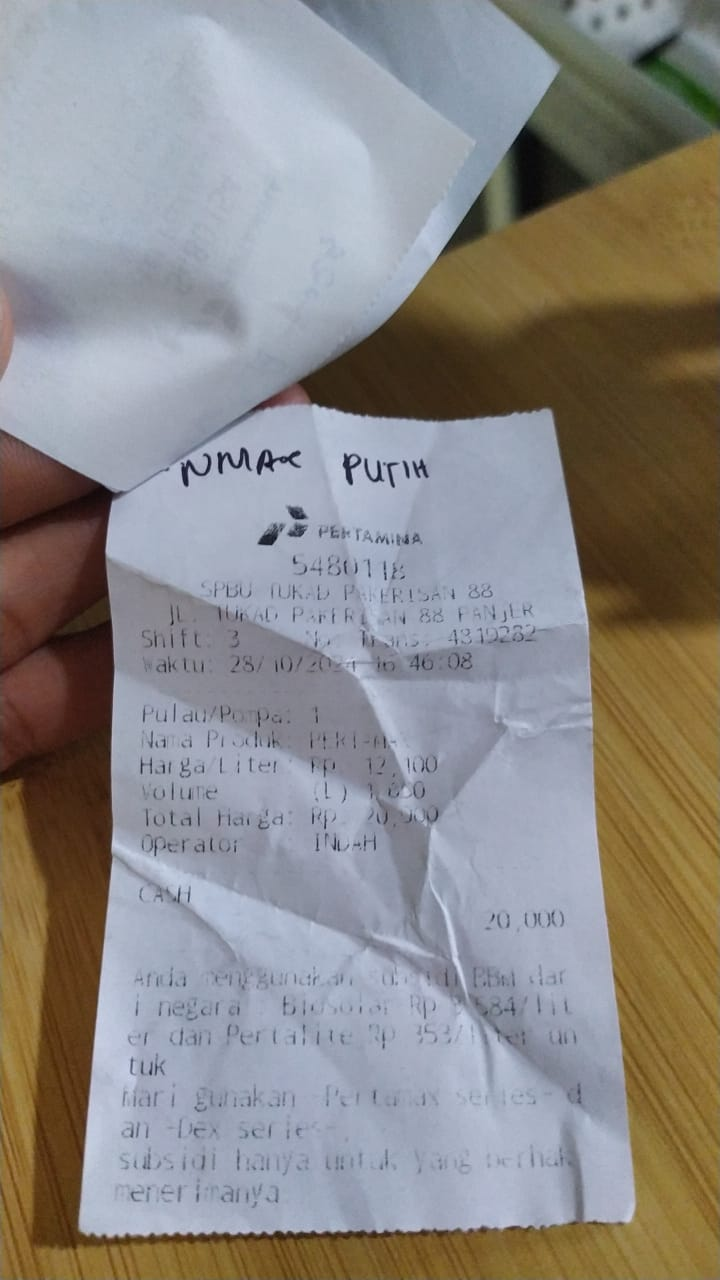 NMAX PUTIH
PERTAMINA
5480118
SPBU TUKAD PAKERISAN 88
JL. TUKAD PAKERISAN 88 PANJER
Shift: 3 No. Trans: 4319282
Waktu: 28/10/2024 16:46:08
Pulau/Pompa: 1
Nama Produk:
Harga/Liter: Rp. 12,100
Volume : (L)
Total Harga: Rp. 20,000
Operator : INDAH
CASH
20,000
Anda menggunakan subsidi BBM dar
i negara : Biosolar Rp
er dan Pertalite Rp 353/liter un
tuk
Mari gunakan -Pertamax series- d
an -Dex series-,
subsidi hanya untuk yang berhak
menerimanya